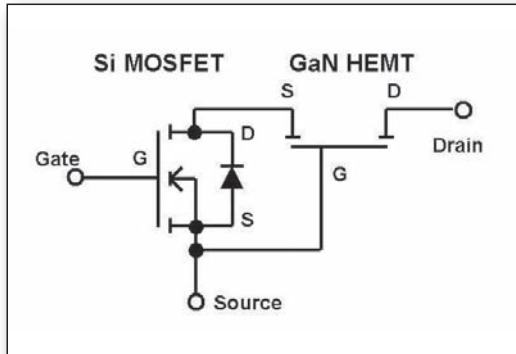 Si MOSFET GaN HEMT
S D
Gate G D Drain
G
S
Source